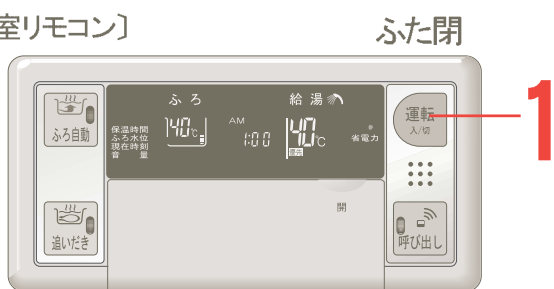 室リモコン〕
ふた閉
1
ふろ自動
ふろ
給湯
運転
入/切
保温時間
ふろ水位
現在時刻
音量
40℃
AM
1:00
40℃
優先
省電力
開
追いだき
呼び出し